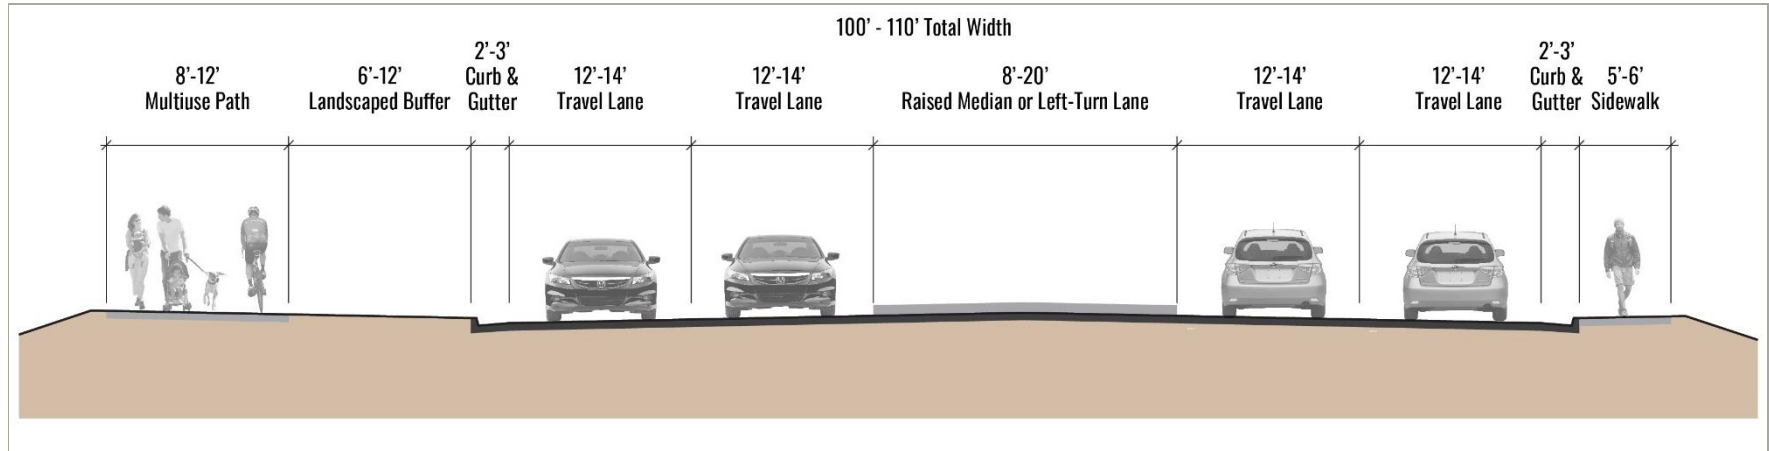 100’ - 110’ Total Width
8’-12’
Multiuse Path
6’-12’
Landscaped Buffer
2’-3’
Curb &
Gutter
12’-14’
Travel Lane
12’-14’
Travel Lane
8’-20’
Raised Median or Left-Turn Lane
12’-14’
Travel Lane
12’-14’
Travel Lane
2’-3’
Curb &
Gutter
5’-6’
Sidewalk